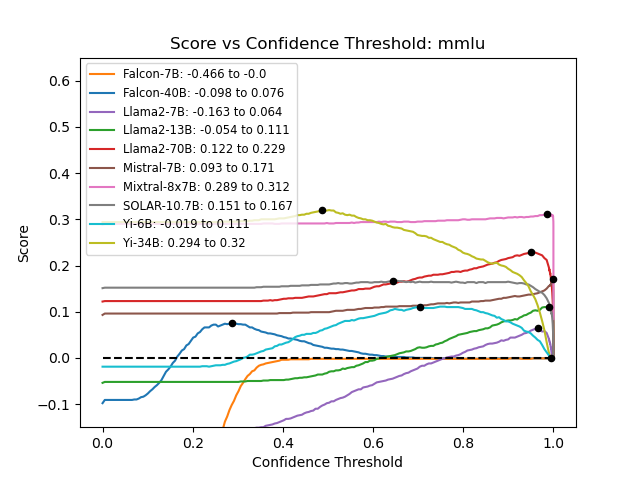 Score vs Confidence Threshold: mmlu
Falcon-7B: -0.466 to -0.0
Falcon-40B: -0.098 to 0.076
Llama2-7B: -0.163 to 0.064
Llama2-13B: -0.054 to 0.111
Llama2-70B: 0.122 to 0.229
Mistral-7B: 0.093 to 0.171
Mixtral-8x7B: 0.289 to 0.312
SOLAR-10.7B: 0.151 to 0.167
Yi-6B: -0.019 to 0.111
Yi-34B: 0.294 to 0.32
Score
0.6
0.5
0.4
0.3
0.2
0.1
0.0
−0.1
0.0 0.2 0.4 0.6 0.8 1.0
Confidence Threshold